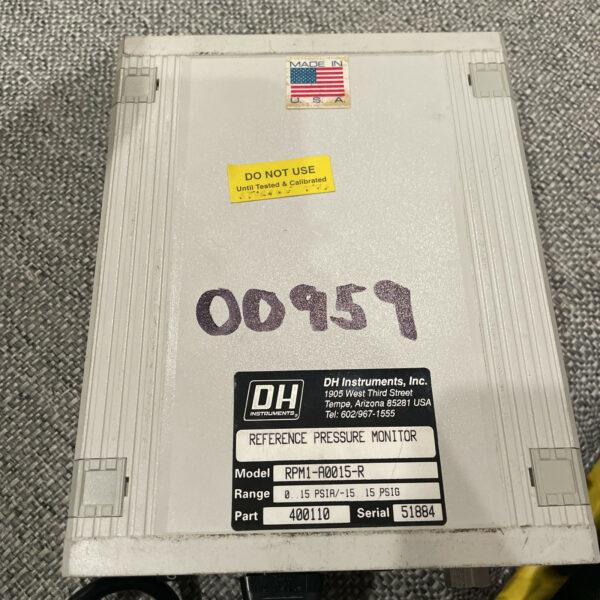 MADE IN
U.S.A.
DO NOT USE
Until Tested & Calibrated
00959
DH
INSTRUMENTS
DH Instruments, Inc.
1905 West Third Street
Tempe, Arizona 85281 USA
Tel: 602/967-1555
REFERENCE PRESSURE MONITOR
Model RPM1-A0015-R
Range 0..15 PSIA/-15..15 PSIG
Part 400110 Serial 51884